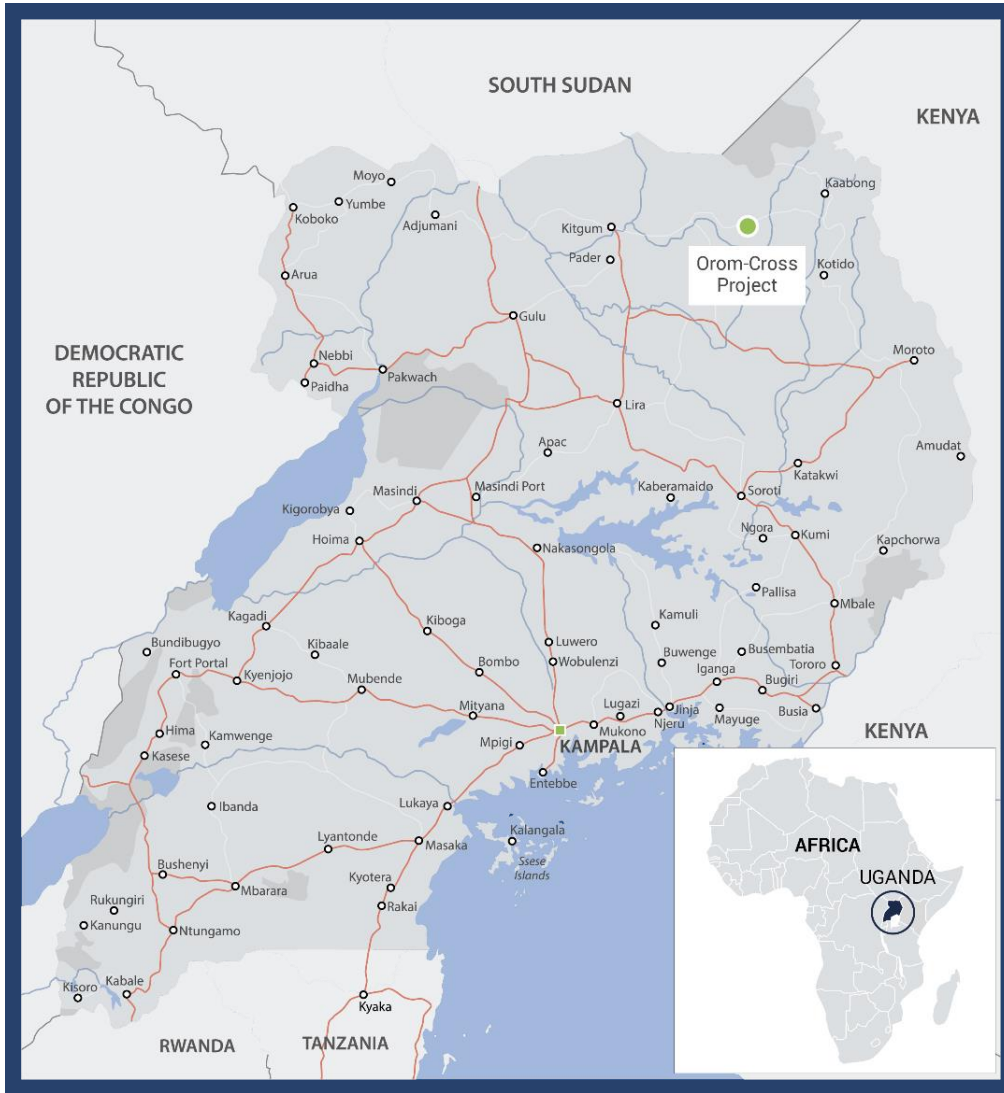 SOUTH SUDAN
KENYA
Moyo
Yumbe
Koboko
Adjumani
Kaabong
Kitgum
Pader
Orom-Cross
Project
Kotido
Arua
Gulu
DEMOCRATIC
REPUBLIC
OF THE CONGO
Nebbi
Paidha
Pakwach
Moroto
Lira
Apac
Amudat
Masindi
Masindi Port
Kaberamaido
Katakwi
Soroti
Kigorobya
Ngora
Kumi
Hoima
Nakasongola
Kapchorwa
Pallisa
Mbale
Kagadi
Kiboga
Kamuli
Bundibugyo
Kibaale
Luwero
Busembatia
Fort Portal
Kyenjojo
Mubende
Bombo
Wobulenzi
Buwenge
Iganga
Tororo
Bugiri
Mityana
Lugazi
Jinja
Njeru
Mayuge
Busia
Hima
Kamwenge
Mpigi
Mukono
KAMPALA
KENYA
Kasese
Entebbe
Ibanda
Lukaya
Lyantonde
Masaka
Kalangala
Ssese
Islands
Bushenyi
Mbarara
Kyotera
Rakai
Rukungiri
Kanungu
Ntungamo
Kabale
Kisoro
Kyaka
RWANDA
TANZANIA
AFRICA
UGANDA